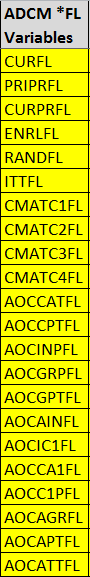 ADCM *FL
Variables
CURFL
PRIPRFL
CURPRFL
ENRLFL
RANDFL
ITTFL
CMATC1FL
CMATC2FL
CMATC3FL
CMATC4FL
AOCCATFL
AOCCPTFL
AOCINPFL
AOCGRPFL
AOCGPTFL
AOCAINFL
AOCIC1FL
AOCCA1FL
AOCC1PFL
AOCAGRFL
AOCAPTFL
AOCATTFL